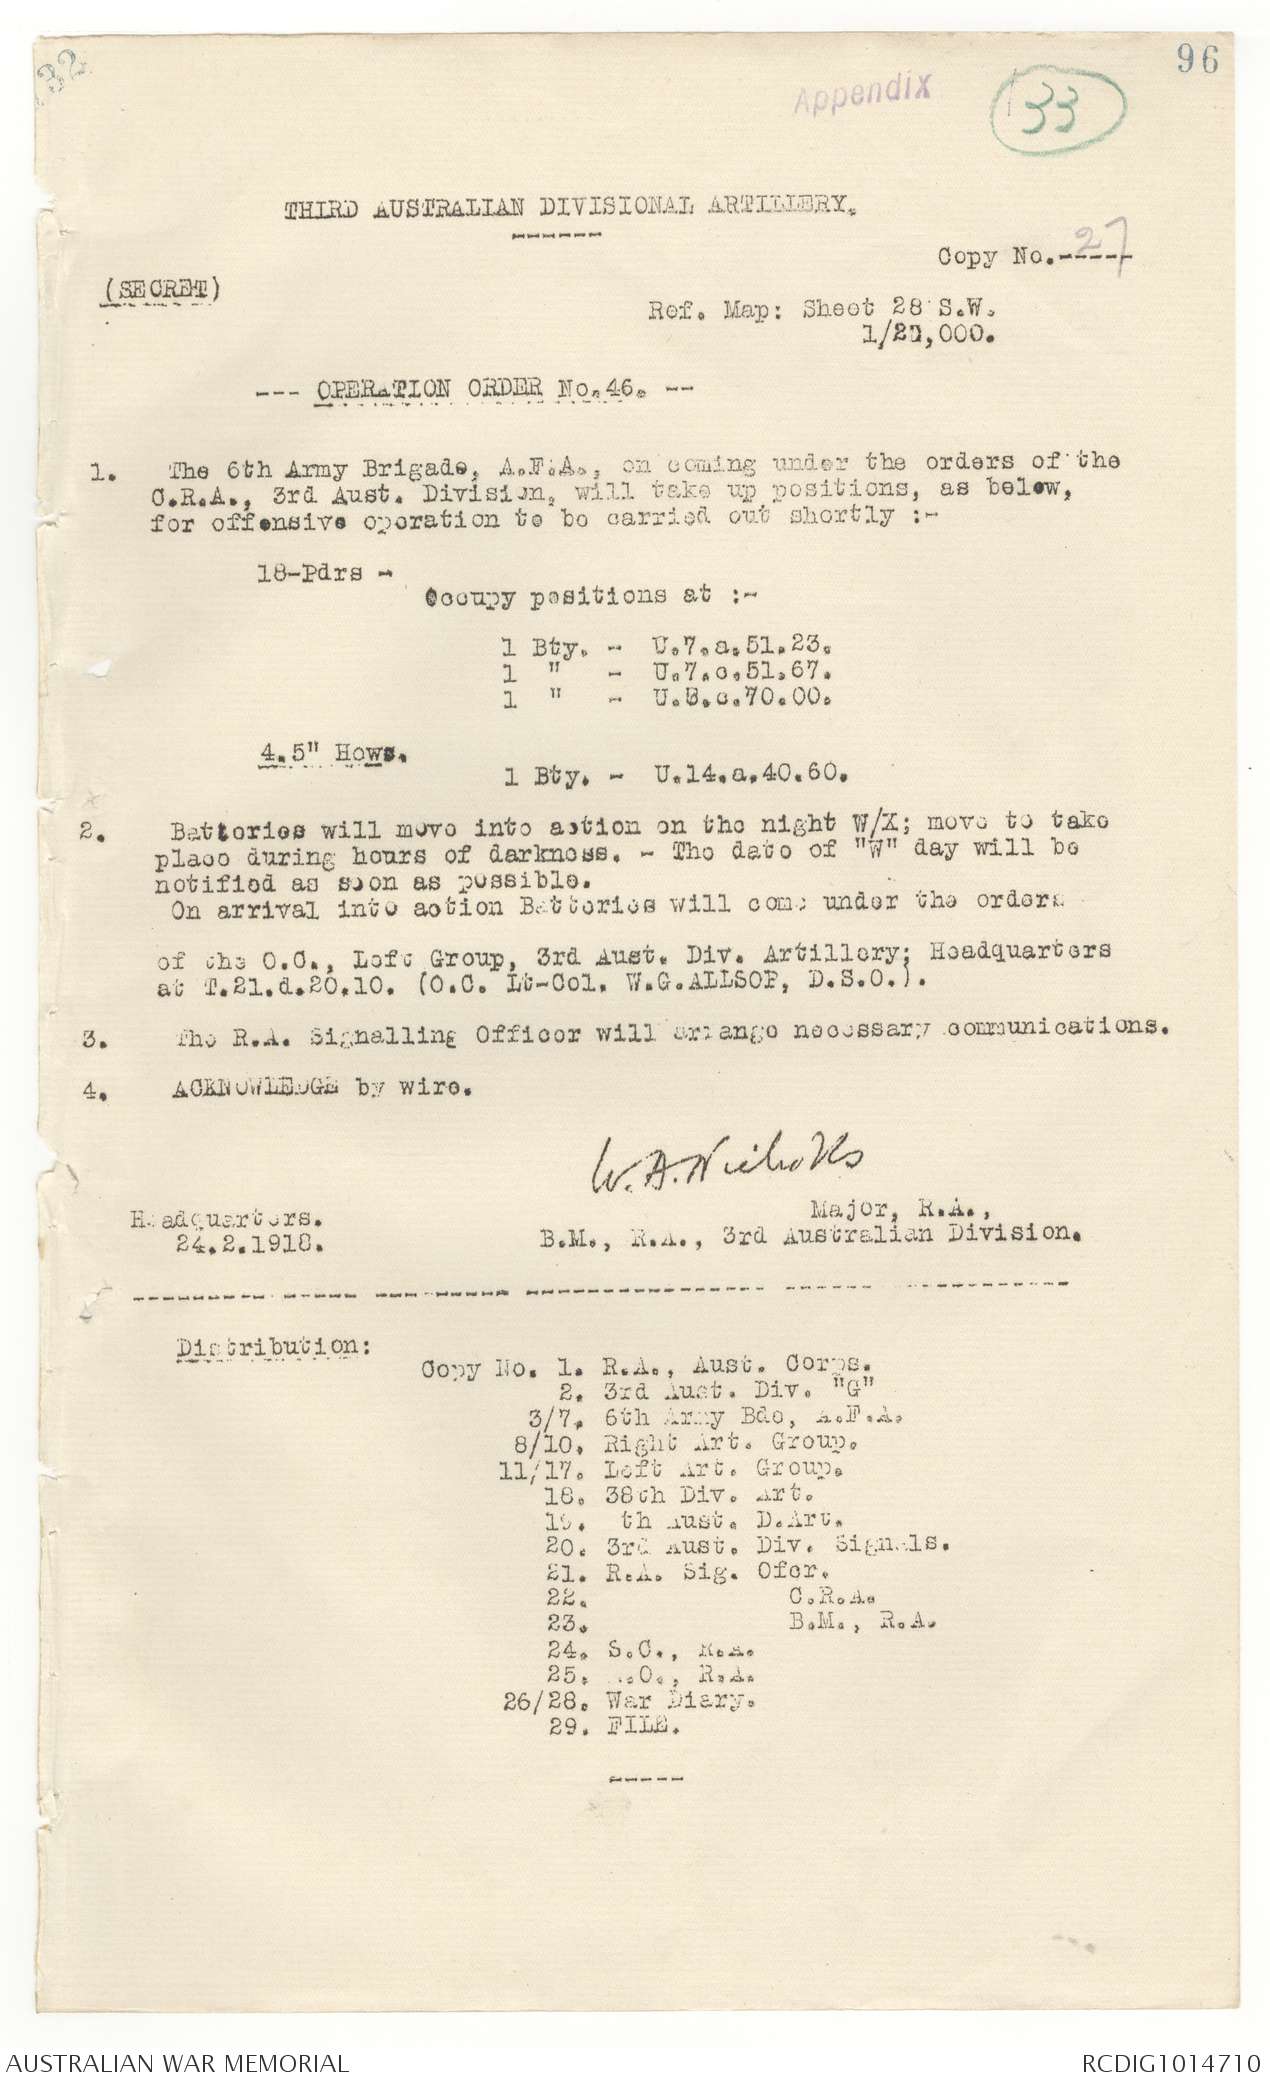 96
32
Appendix
33
THIRD AUSTRALIAN DIVISIONAL ARTILLERY.
------
Copy No.-----27
(SECRET)
Ref. Map: Sheet 28 S.W.
1/20,000.
--- OPERATION ORDER No.46. --
1. The 6th Army Brigade, A.F.A., on coming under the orders of the
C.R.A., 3rd Aust. Division, will take up positions, as below,
for offensive operation to be carried out shortly :-
18-Pdrs -
Occupy positions at :-
1 Bty. - U.7.a.51.23.
1 " - U.7.c.51.67.
1 " - U.8.c.70.00.
4.5" Hows.
1 Bty. - U.14.a.40.60.
2. Batteries will move into action on the night W/X; move to take
place during hours of darkness. - The date of "W" day will be
notified as soon as possible.
On arrival into action Batteries will come under the orders
of the O.C., Left Group, 3rd Aust. Div. Artillery; Headquarters
at T.21.d.20.10. (O.C. Lt-Col. W.G.ALLSOP, D.S.O.).
3. The R.A. Signalling Officer will arrange necessary communications.
4. ACKNOWLEDGE by wire.
W.A.Nicholls
Major, R.A.,
B.M., R.A., 3rd Australian Division.
Headquarters.
24.2.1918.
Distribution:
Copy No. 1. R.A., Aust. Corps.
2. 3rd Aust. Div. "G"
3/7. 6th Army Bde, A.F.A.
8/10. Right Art. Group.
11/17. Left Art. Group.
18. 38th Div. Art.
19. th Aust. D.Art.
20. 3rd Aust. Div. Signals.
21. R.A. Sig. Ofcr.
22. C.R.A.
23. B.M., R.A.
24. S.C., R.A.
25. .O., R.A.
26/28. War Diary.
29. FILE.
-----
AUSTRALIAN WAR MEMORIAL
RCDIG1014710